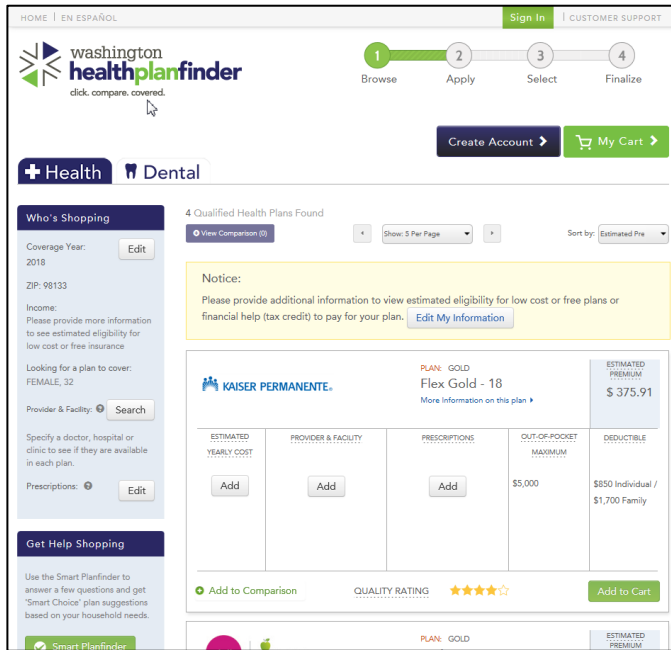 HOME | EN ESPAÑOL
Sign In | CUSTOMER SUPPORT
washington
healthplanfinder
click. compare. covered.
1 2 3 4
Browse Apply Select Finalize
Create Account
My Cart
Health
Dental
Who's Shopping
Coverage Year:
2018
Edit
ZIP: 98133
Income:
Please provide more information
to see estimated eligibility for
low cost or free insurance
Looking for a plan to cover:
FEMALE, 32
Provider & Facility: ? Search
Specify a doctor, hospital or
clinic to see if they are available
in each plan.
Prescriptions: ? Edit
Get Help Shopping
Use the Smart Planfinder to
answer a few questions and get
'Smart Choice' plan suggestions
based on your household needs.
Smart Planfinder
4 Qualified Health Plans Found
View Comparison (0)
Show: 5 Per Page
Sort by: Estimated Pre
Notice:
Please provide additional information to view estimated eligibility for low cost or free plans or
financial help (tax credit) to pay for your plan. Edit My Information
KAISER PERMANENTE®
PLAN: GOLD
Flex Gold - 18
More Information on this plan
ESTIMATED
PREMIUM
$ 375.91
ESTIMATED
YEARLY COST
Add
PROVIDER & FACILITY
Add
PRESCRIPTIONS
Add
OUT-OF-POCKET
MAXIMUM
$5,000
DEDUCTIBLE
$850 Individual /
$1,700 Family
Add to Comparison
QUALITY RATING
Add to Cart
PLAN: GOLD
ESTIMATED
PREMIUM